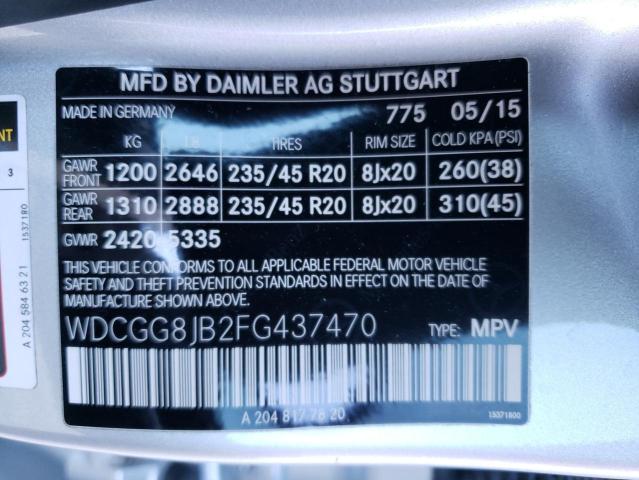 MFD BY DAIMLER AG STUTTGART
MADE IN GERMANY 775 05/15
KG LB RIM SIZE COLD KPA(PSI)
GAWR FRONT 1200 2646 235/45 R20 8Jx20 260(38)
GAWR REAR 1310 2888 235/45 R20 8Jx20 310(45)
GVWR 2420 5335
THIS VEHICLE CONFORMS TO ALL APPLICABLE FEDERAL MOTOR VEHICLE
SAFETY AND THEFT PREVENTION STANDARDS IN EFFECT ON THE DATE OF
MANUFACTURE SHOWN ABOVE.
WDCGG8JB2FG437470 TYPE: MPV
A 204 817 78 20 15371800
3
A 204 584 63 21 1537180